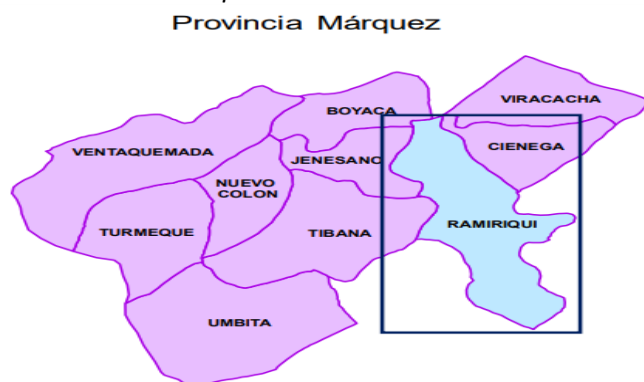 Provincia Márquez
VIRACACHA
BOYACA
CIENEGA
VENTAQUEMADA
JENESANO
NUEVO
COLON
RAMIRIQUI
TURMEQUE
TIBANA
UMBITA